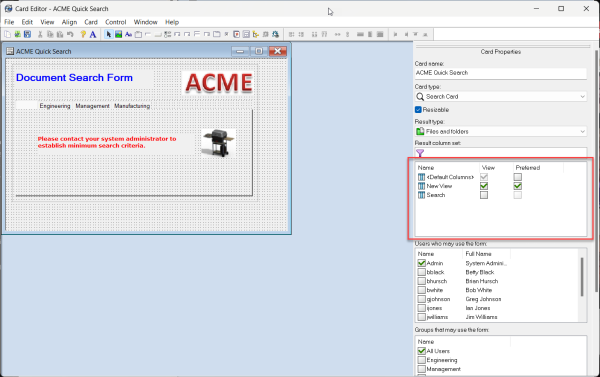 Card Editor - ACME Quick Search
File Edit View Align Card Control Window Help
ACME Quick Search
Document Search Form
ACME
Engineering Management Manufacturing
Please contact your system administrator to
establish minimum search criteria.
Card Properties
Card name:
ACME Quick Search
Card type:
Search Card
Resizable
Result type:
Files and folders
Result column set:
Name View Preferred
<Default Columns>
New View
Search
Users who may use the form:
Name Full Name
Admin System Admini...
bblack Betty Black
bhursch Brian Hursch
bwhite Bob White
gjohnson Greg Johnson
ijones Ian Jones
jwilliams Jim Williams
Groups that may use the form:
Name
All Users
Engineering
Management